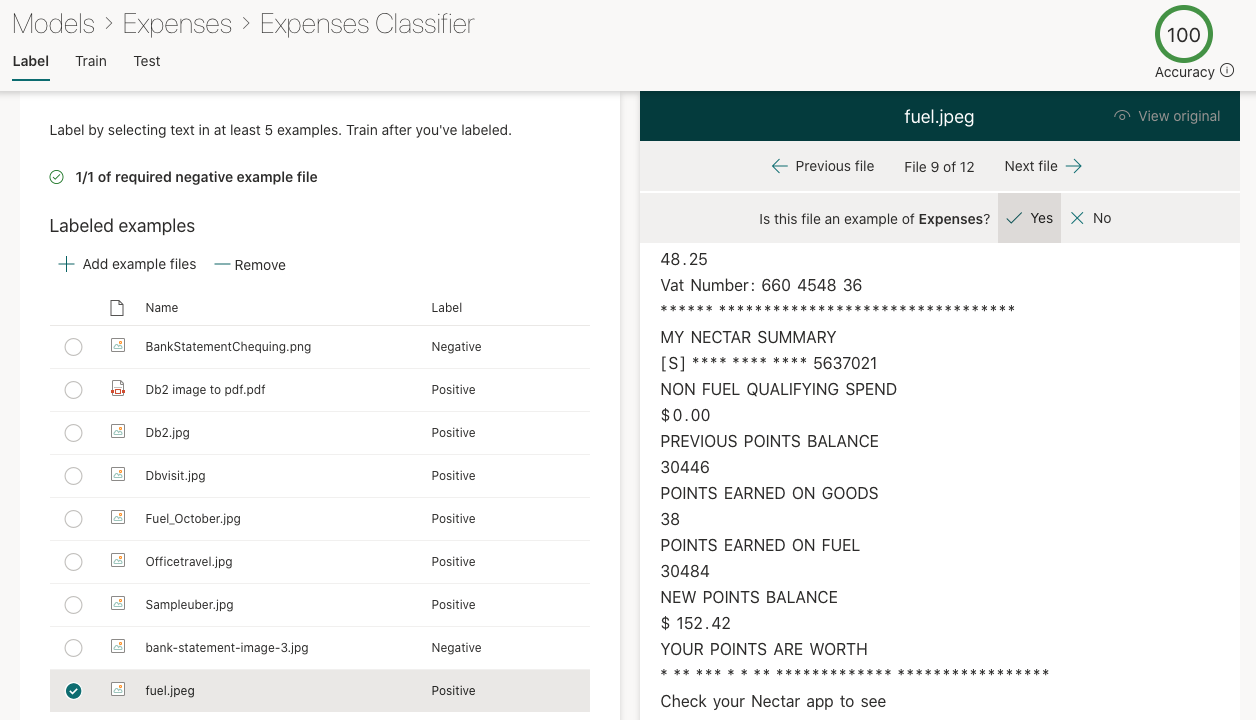 Models > Expenses > Expenses Classifier
Label Train Test
100
Accuracy
Label by selecting text in at least 5 examples. Train after you've labeled.
1/1 of required negative example file
Labeled examples
Add example files Remove
Name Label
BankStatementChequing.png Negative
Db2 image to pdf.pdf Positive
Db2.jpg Positive
Dbvisit.jpg Positive
Fuel_October.jpg Positive
Officetravel.jpg Positive
Sampleuber.jpg Positive
bank-statement-image-3.jpg Negative
fuel.jpeg Positive
fuel.jpeg View original
Previous file File 9 of 12 Next file
Is this file an example of Expenses? Yes No
48.25
Vat Number: 660 4548 36
****** **********************************
MY NECTAR SUMMARY
[S] **** **** **** 5637021
NON FUEL QUALIFYING SPEND
$0.00
PREVIOUS POINTS BALANCE
30446
POINTS EARNED ON GOODS
38
POINTS EARNED ON FUEL
30484
NEW POINTS BALANCE
$ 152.42
YOUR POINTS ARE WORTH
* ** *** * * ** ************* *****************
Check your Nectar app to see